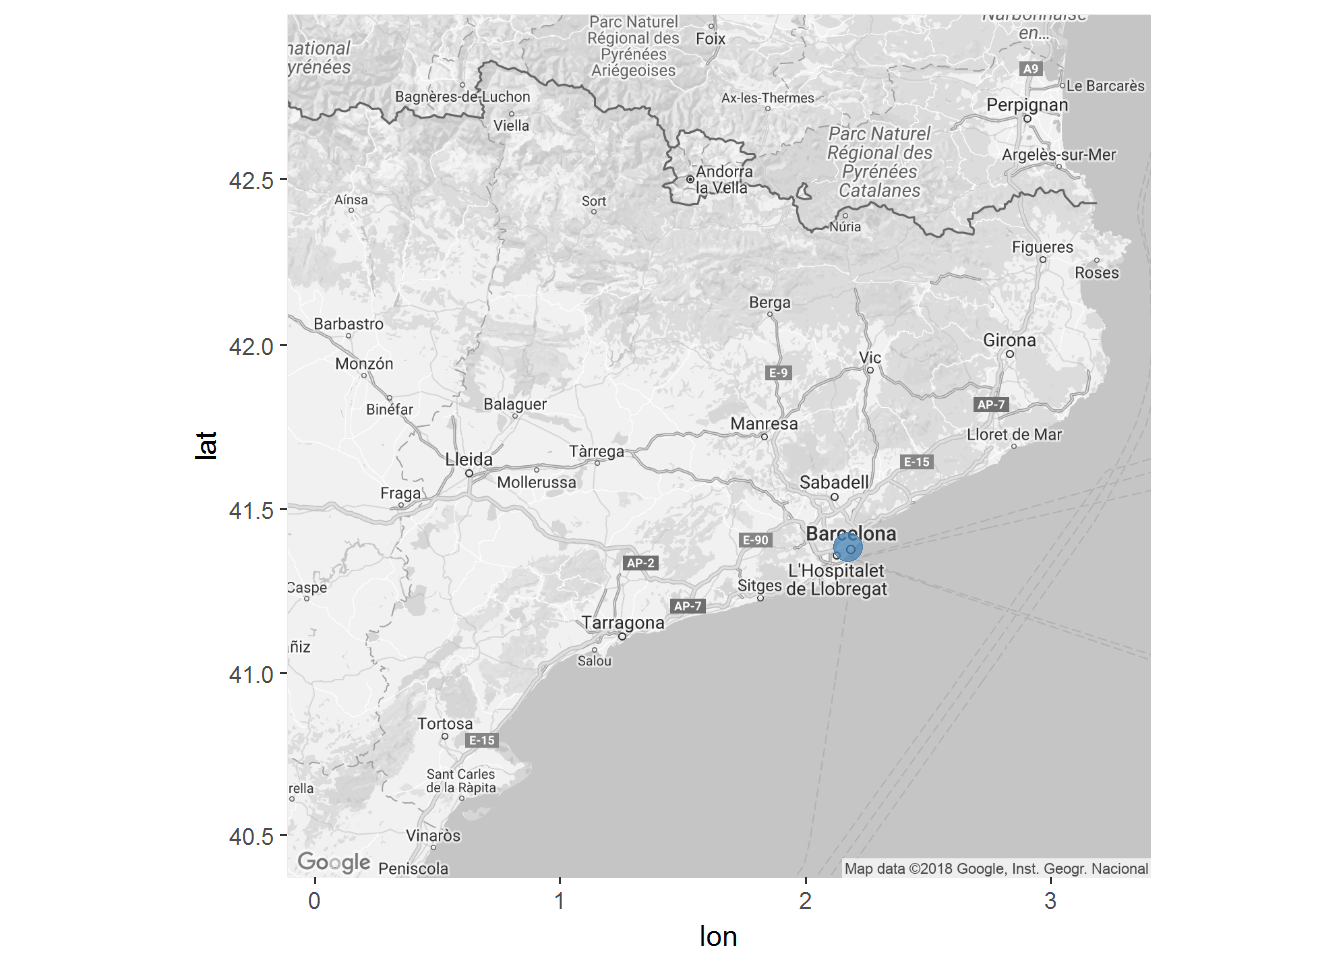 Parc Naturel
Régional des
Pyrénées
Ariégeoises
Foix
Narbonnaise
en...
national
yrénées
A9
Le Barcarès
Bagnères-de-Luchon
Ax-les-Thermes
Perpignan
Viella
Parc Naturel
Régional des
Pyrénées
Catalanes
Argelès-sur-Mer
42.5
Andorra
la Vella
Aínsa
Sort
Núria
Figueres
Roses
Berga
Barbastro
42.0
Girona
Monzón
Vic
E-9
Binéfar
Balaguer
AP-7
Manresa
Lloret de Mar
lat
Lleida
Tàrrega
E-15
Mollerussa
Sabadell
Fraga
41.5
Barcelona
E-90
AP-2
L'Hospitalet
de Llobregat
Caspe
Sitges
AP-7
Tarragona
ñiz
Salou
41.0
Tortosa
E-15
Sant Carles
de la Ràpita
rella
40.5
Vinaròs
Google
Peniscola
Map data ©2018 Google, Inst. Geogr. Nacional
0
1
2
3
lon